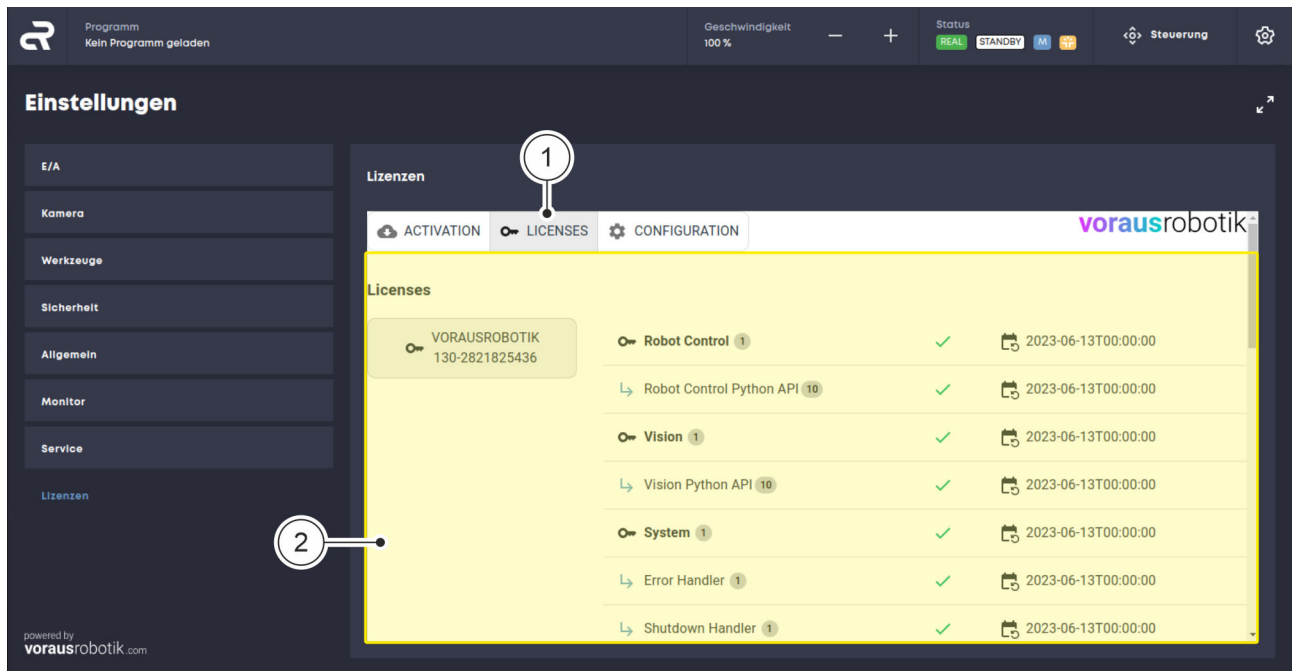 Programm
Kein Programm geladen
Geschwindigkeit
100 %
Status
REAL STANDBY M
Steuerung
Einstellungen
E/A
Kamera
Werkzeuge
Sicherheit
Allgemein
Monitor
Service
Lizenzen
powered by
vorausrobotik.com
Lizenzen
1
ACTIVATION LICENSES CONFIGURATION
vorausrobotik
Licenses
VORAUSROBOTIK
130-2821825436
2
Robot Control 1 2023-06-13T00:00:00
Robot Control Python API 10 2023-06-13T00:00:00
Vision 1 2023-06-13T00:00:00
Vision Python API 10 2023-06-13T00:00:00
System 1 2023-06-13T00:00:00
Error Handler 1 2023-06-13T00:00:00
Shutdown Handler 1 2023-06-13T00:00:00